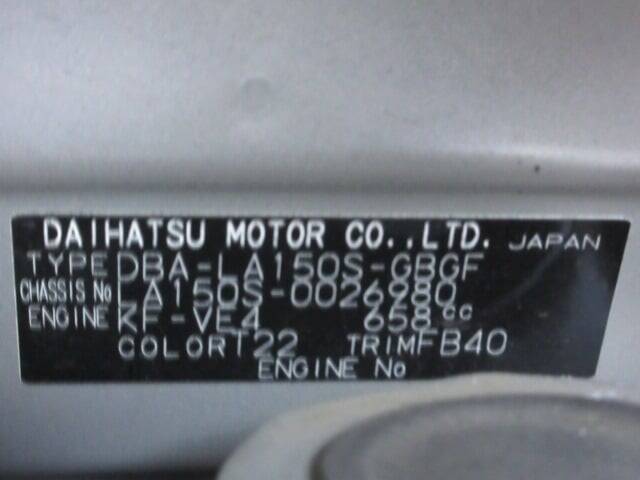 DAIHATSU MOTOR CO.,LTD. JAPAN
TYPE DBA-LA150S-GBGF
CHASSIS No LA150S-0026980
ENGINE KF-VE4 658cc
COLOR T22 TRIM FB40
ENGINE No